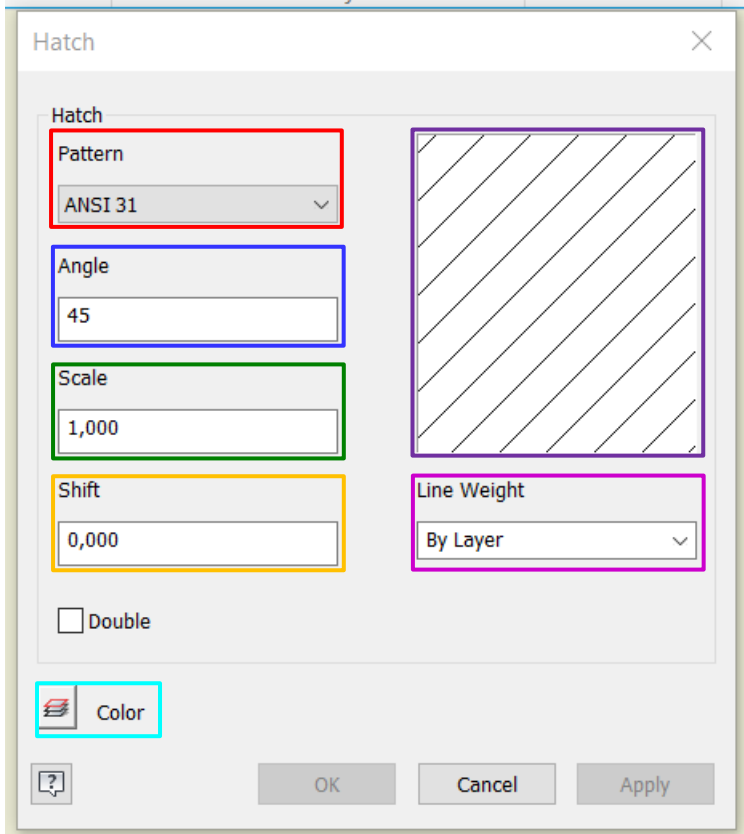 Hatch
Hatch
Pattern
ANSI 31
Angle
45
Scale
1,000
Shift
0,000
Line Weight
By Layer
Double
Color
?
OK
Cancel
Apply